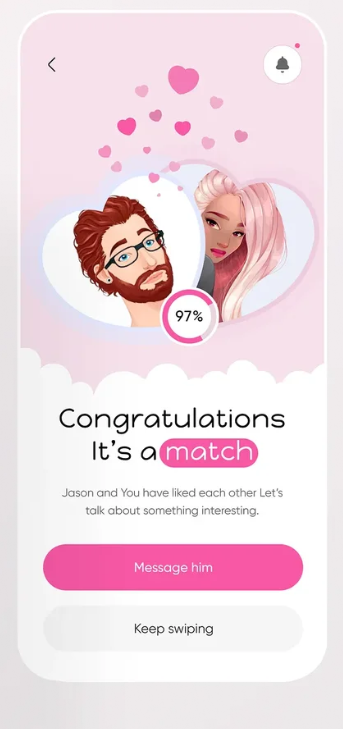 97%
Congratulations
It's a match
Jason and You have liked each other Let's
talk about something interesting.
Message him
Keep swiping